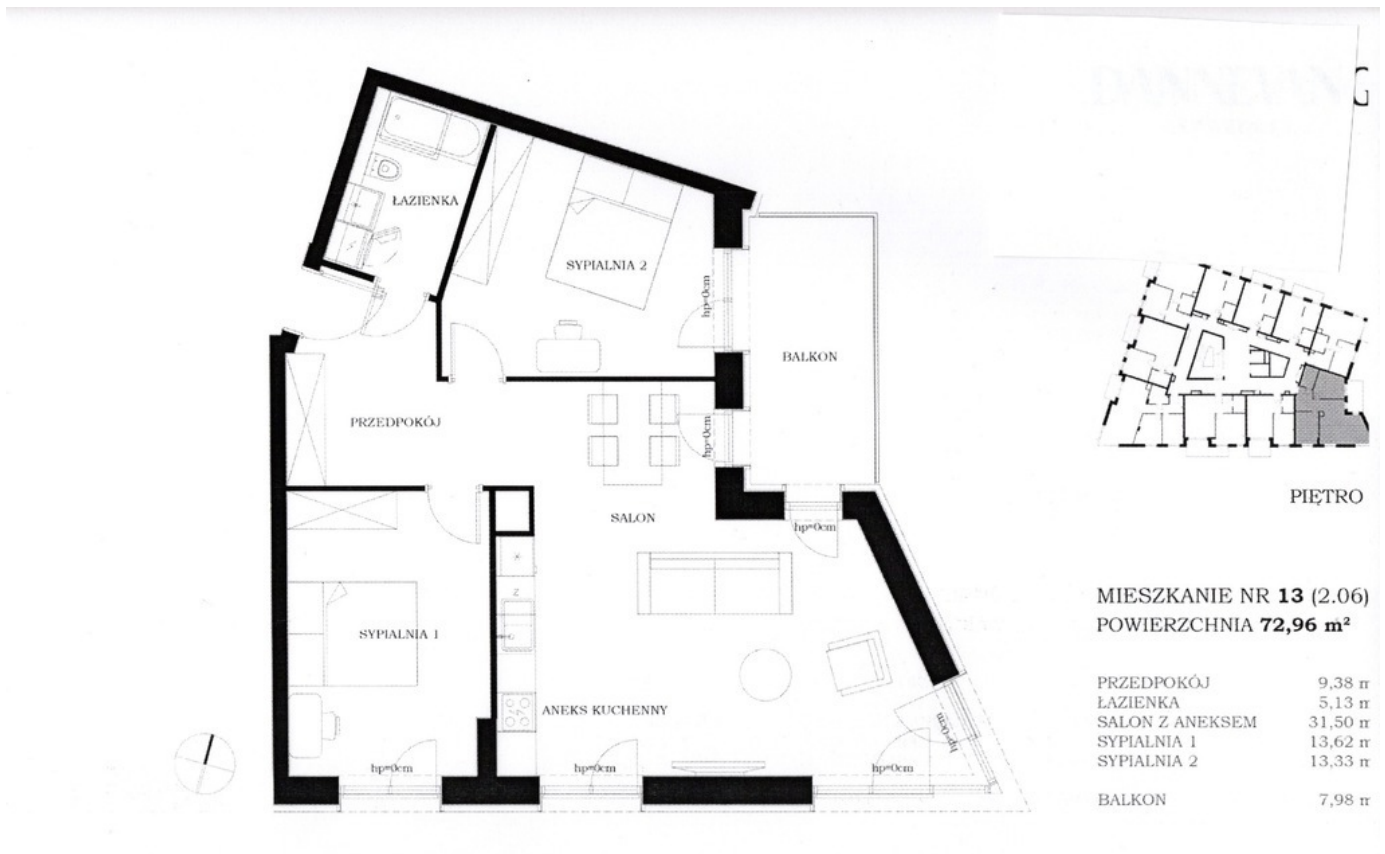 G
ŁAZIENKA
SYPIALNIA 2
hp=0cm
BALKON
PRZEDPOKÓJ
hp=0cm
SALON
hp=0cm
Z
SYPIALNIA 1
ANEKS KUCHENNY
hp=0cm
hp=0cm
hp=0cm
hp=0cm
PIĘTRO
MIESZKANIE NR 13 (2.06)
POWIERZCHNIA 72,96 m²
PRZEDPOKÓJ 9,38 m
ŁAZIENKA 5,13 m
SALON Z ANEKSEM 31,50 m
SYPIALNIA 1 13,62 m
SYPIALNIA 2 13,33 m
BALKON 7,98 m